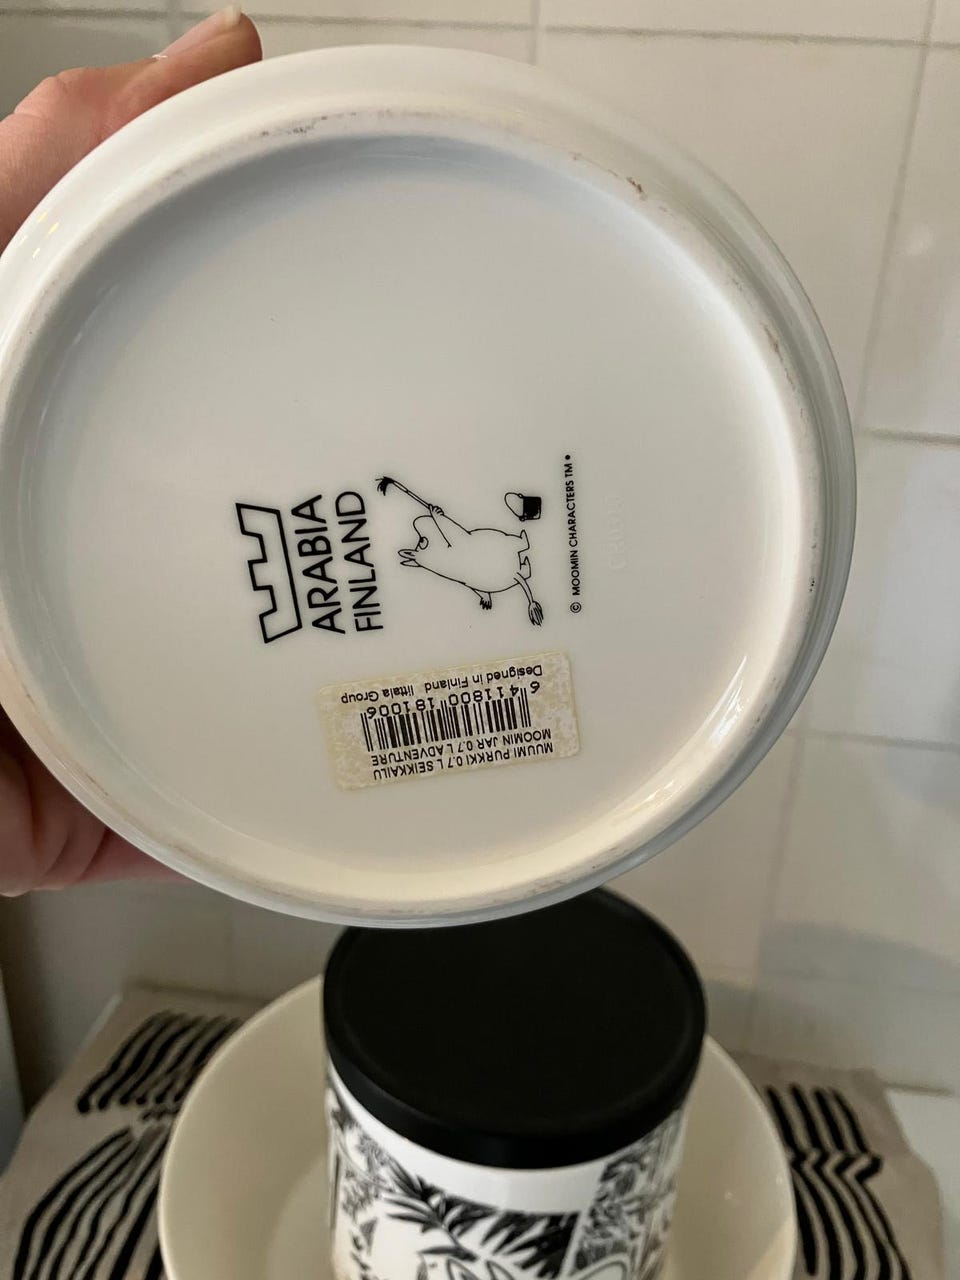 ARABIA
FINLAND
© MOOMIN CHARACTERS TM
MUUMI PURKKI 0.7 L SEIKKAILU
MOOMIN JAR 0.7 L ADVENTURE
6 411800 181006
Designed in Finland Iittala Group